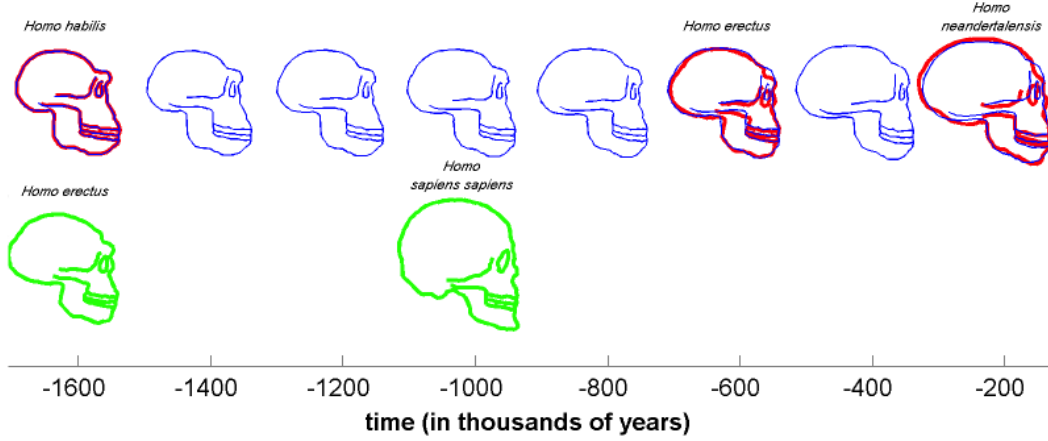 Homo habilis
Homo erectus
Homo
neandertalensis
Homo erectus
Homo
sapiens sapiens
-1600 -1400 -1200 -1000 -800 -600 -400 -200
time (in thousands of years)